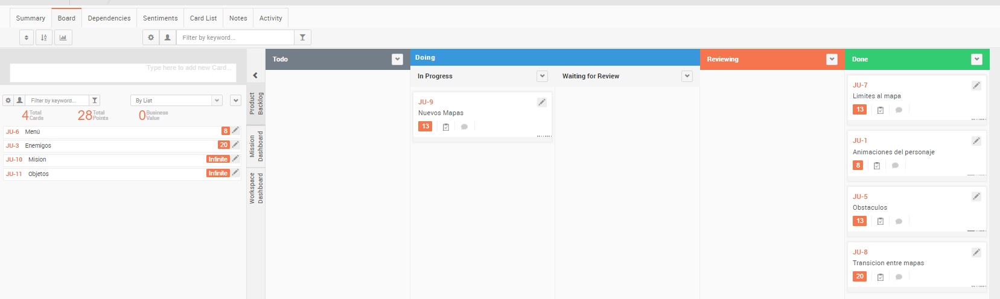 Summary Board Dependencies Sentiments Card List Notes Activity
Filter by keyword...
Type here to add new Card...
Filter by keyword... By List
4 Total Cards 28 Total Points 0 Business Value
JU-6 Menú 8
JU-3 Enemigos 20
JU-10 Mision Infinite
JU-11 Objetos Infinite
Product Backlog
Mission Dashboard
Workspace Dashboard
Todo
Doing
In Progress
JU-9
Nuevos Mapas
13
Waiting for Review
Reviewing
Done
JU-7
Limites al mapa
13
JU-1
Animaciones del personaje
8
JU-5
Obstaculos
13
JU-8
Transicion entre mapas
20